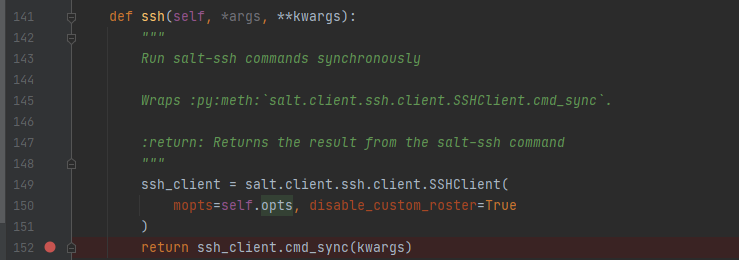 141 def ssh(self, *args, **kwargs):
142 """
143 Run salt-ssh commands synchronously
144
145 Wraps :py:meth:`salt.client.ssh.client.SSHClient.cmd_sync`.
146
147 :return: Returns the result from the salt-ssh command
148 """
149 ssh_client = salt.client.ssh.client.SSHClient(
150 mopts=self.opts, disable_custom_roster=True
151 )
152 return ssh_client.cmd_sync(kwargs)